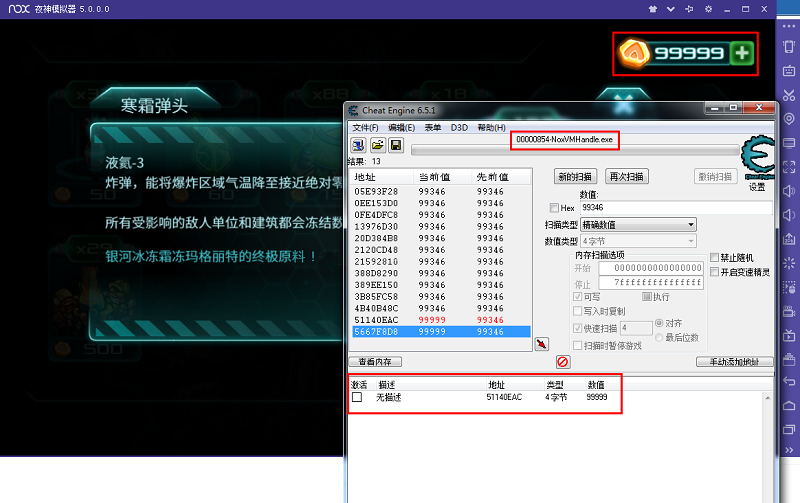 nox 夜神模拟器 5.0.0.0
99999
寒霜弹头
液氦-3
炸弹，能将爆炸区域气温降至接近绝对零
所有受影响的敌人单位和建筑都会冻结数
银河冰冻霜冻玛格丽特的终极原料！
x29
500
Cheat Engine 6.5.1
文件(F) 编辑(E) 表单 D3D 帮助(H)
00000854-NoxVMHandle.exe
结果: 13
设置
地址 当前值 先前值
05E93F28 99346 99346
0EE153D0 99346 99346
0FE4DFC8 99346 99346
13976D30 99346 99346
20D384B8 99346 99346
2120CD48 99346 99346
21592810 99346 99346
388D8290 99346 99346
389EE150 99346 99346
3B85FC58 99346 99346
4B40B48C 99346 99346
51140EAC 99999 99346
5667F8D8 99999 99346
新的扫描 再次扫描 撤消扫描
数值:
Hex 99346
扫描类型 精确数值
数值类型 4 字节
内存扫描选项
开始 0000000000000000
停止 7fffffffffffffff
可写 执行
写入时复制
快速扫描 4 对齐
最后位数
扫描时暂停游戏
禁止随机
开启变速精灵
查看内存 手动添加地址
激活 描述 地址 类型 数值
无描述 51140EAC 4 字节 99999